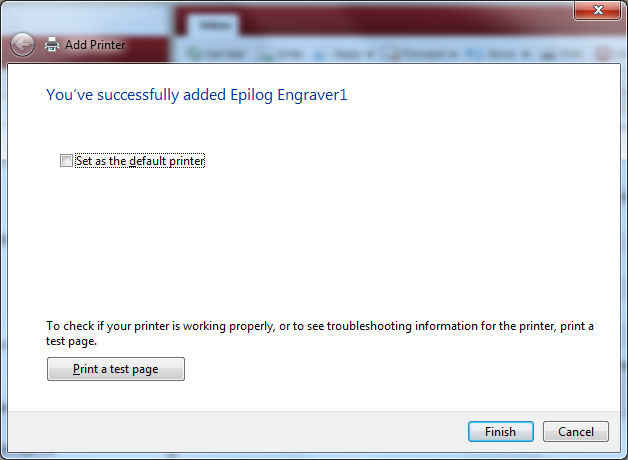 Add Printer
You've successfully added Epilog Engraver1
Set as the default printer
To check if your printer is working properly, or to see troubleshooting information for the printer, print a
test page.
Print a test page
Finish
Cancel